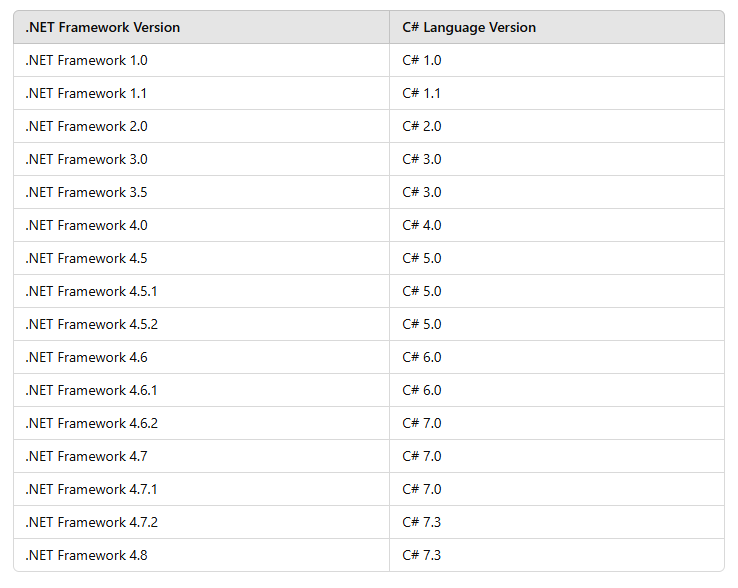 .NET Framework Version C# Language Version
.NET Framework 1.0 C# 1.0
.NET Framework 1.1 C# 1.1
.NET Framework 2.0 C# 2.0
.NET Framework 3.0 C# 3.0
.NET Framework 3.5 C# 3.0
.NET Framework 4.0 C# 4.0
.NET Framework 4.5 C# 5.0
.NET Framework 4.5.1 C# 5.0
.NET Framework 4.5.2 C# 5.0
.NET Framework 4.6 C# 6.0
.NET Framework 4.6.1 C# 6.0
.NET Framework 4.6.2 C# 7.0
.NET Framework 4.7 C# 7.0
.NET Framework 4.7.1 C# 7.0
.NET Framework 4.7.2 C# 7.3
.NET Framework 4.8 C# 7.3